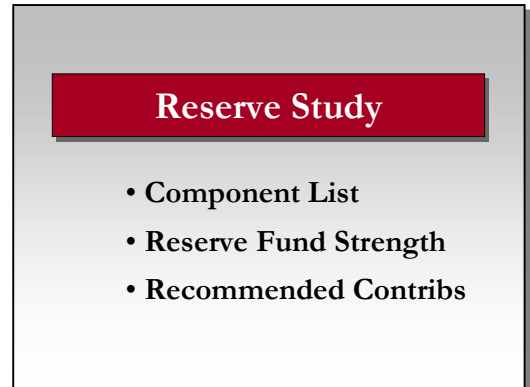 Reserve Study
• Component List
• Reserve Fund Strength
• Recommended Contribs